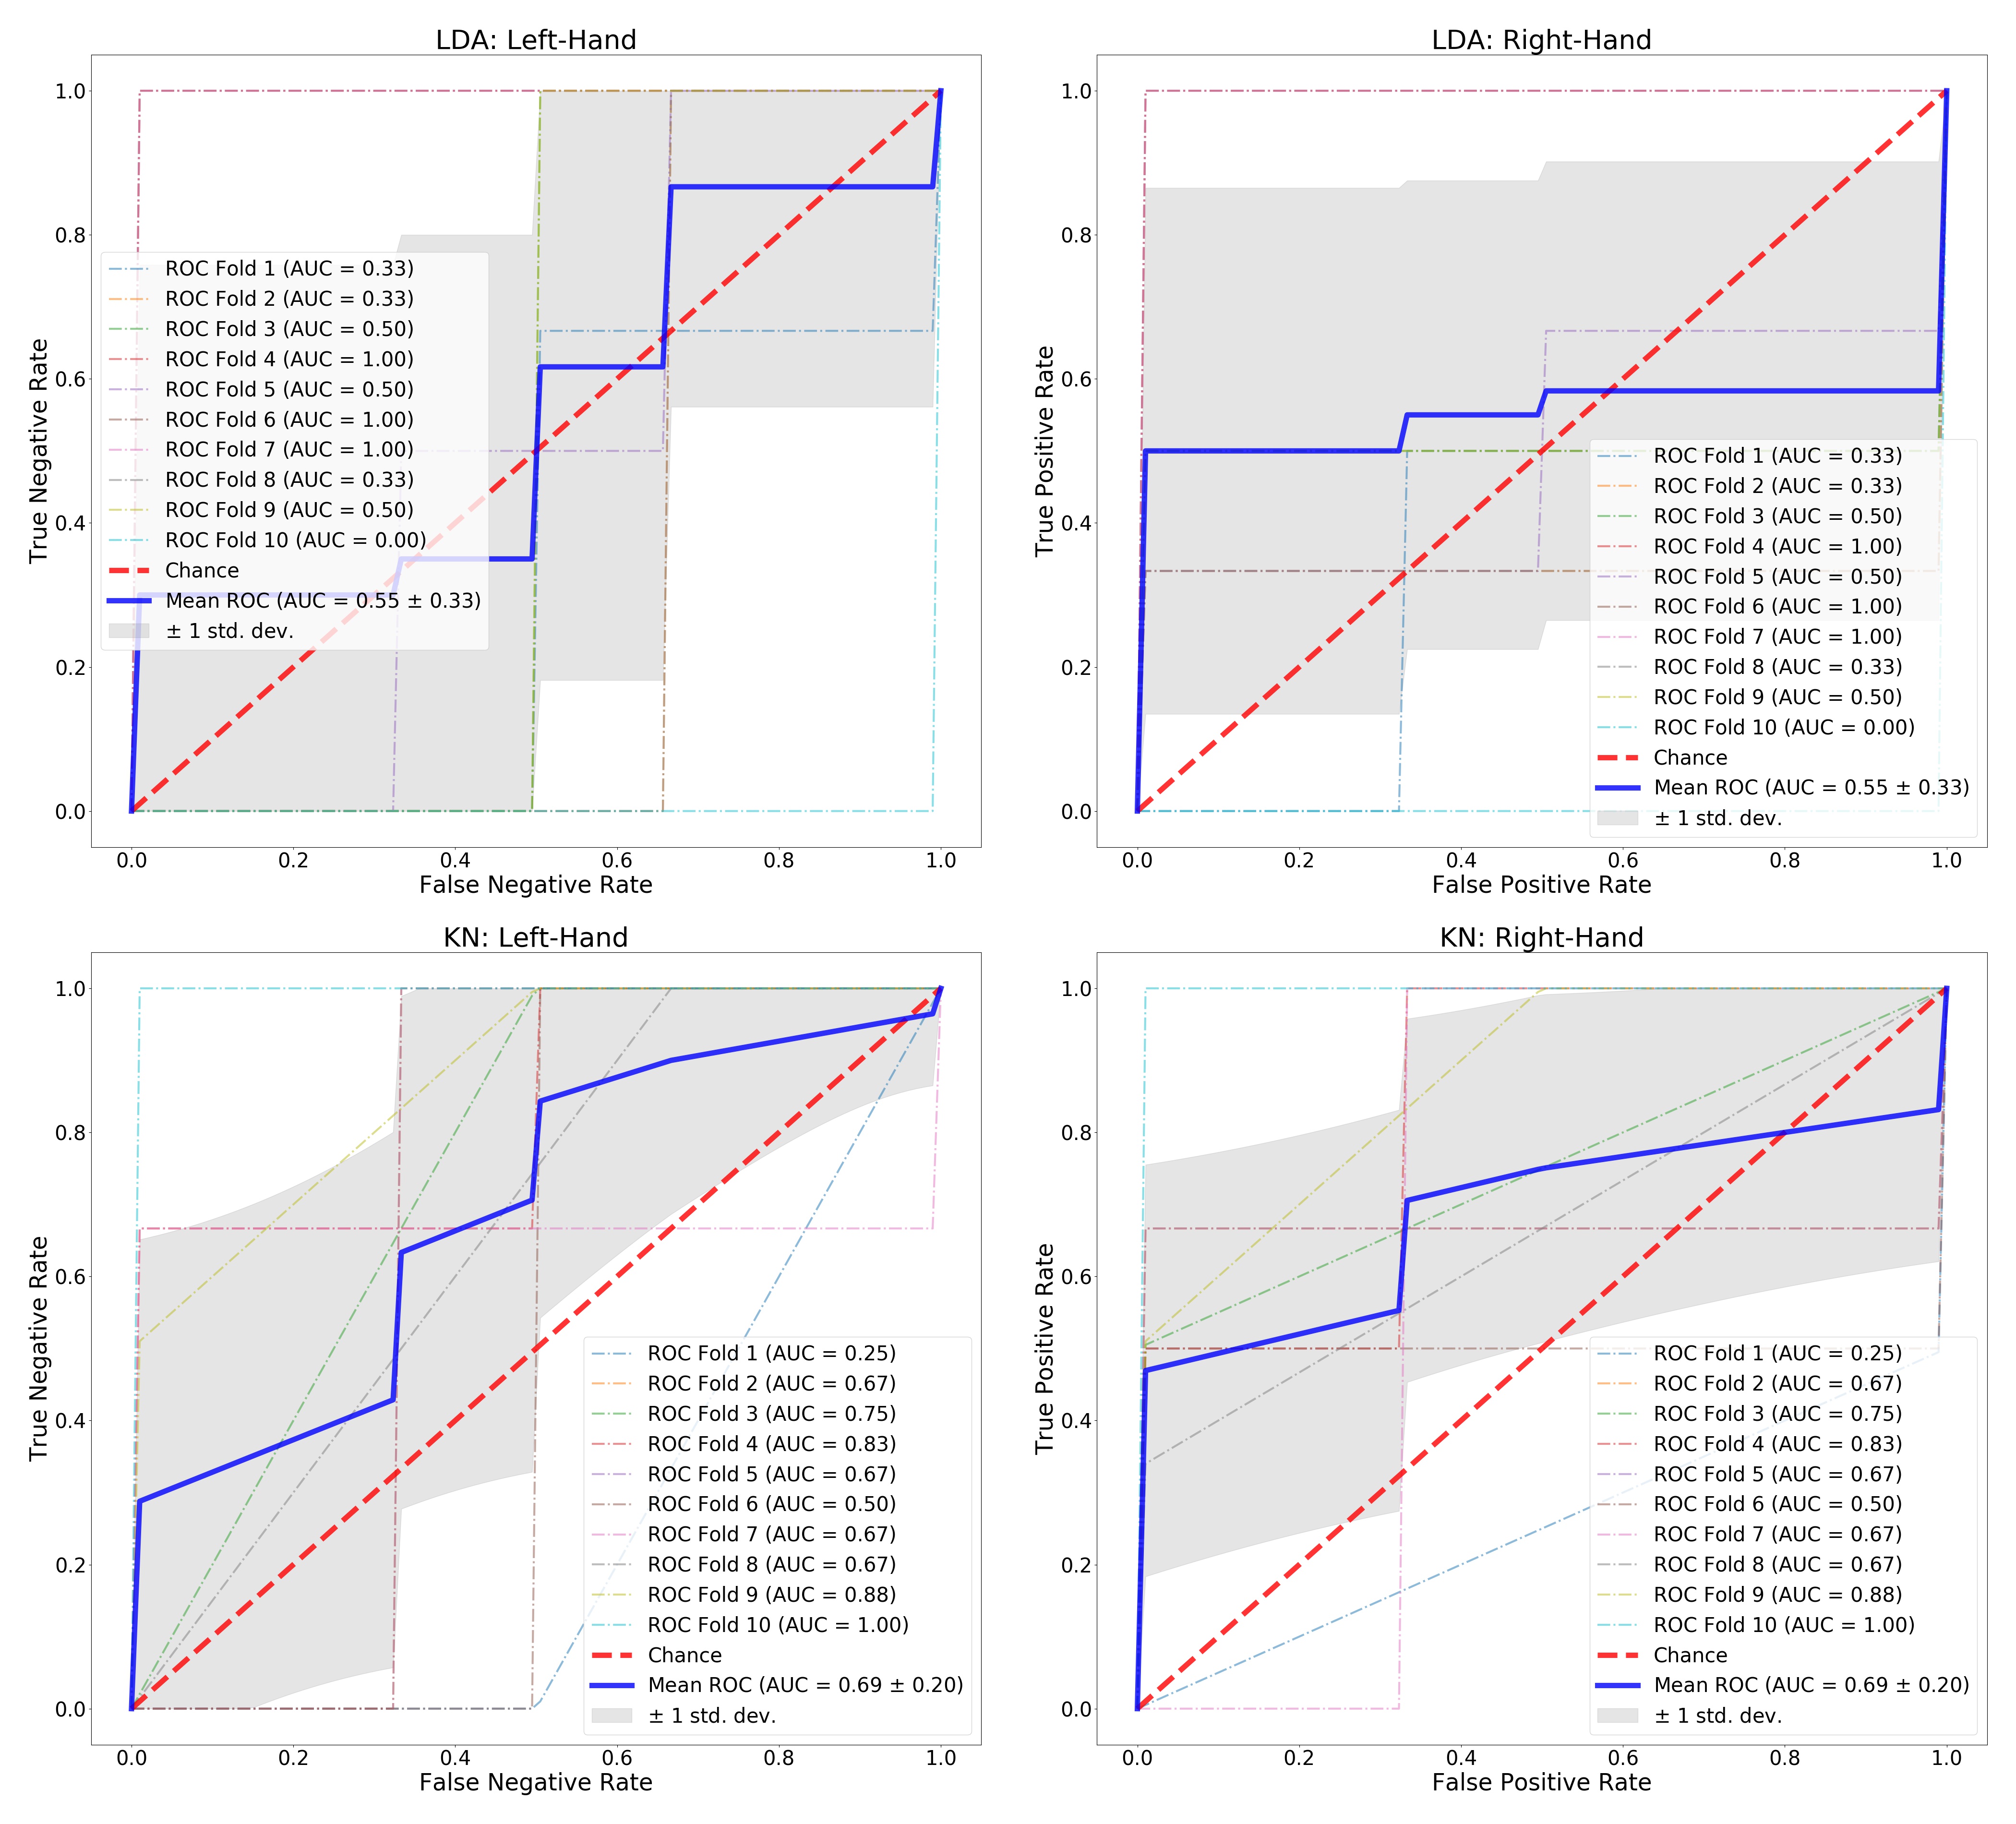 LDA: Left-Hand
True Negative Rate
1.0
0.8
0.6
0.4
0.2
0.0
ROC Fold 1 (AUC = 0.33)
ROC Fold 2 (AUC = 0.33)
ROC Fold 3 (AUC = 0.50)
ROC Fold 4 (AUC = 1.00)
ROC Fold 5 (AUC = 0.50)
ROC Fold 6 (AUC = 1.00)
ROC Fold 7 (AUC = 1.00)
ROC Fold 8 (AUC = 0.33)
ROC Fold 9 (AUC = 0.50)
ROC Fold 10 (AUC = 0.00)
Chance
Mean ROC (AUC = 0.55 ± 0.33)
± 1 std. dev.
0.0 0.2 0.4 0.6 0.8 1.0
False Negative Rate
LDA: Right-Hand
True Positive Rate
1.0
0.8
0.6
0.4
0.2
0.0
ROC Fold 1 (AUC = 0.33)
ROC Fold 2 (AUC = 0.33)
ROC Fold 3 (AUC = 0.50)
ROC Fold 4 (AUC = 1.00)
ROC Fold 5 (AUC = 0.50)
ROC Fold 6 (AUC = 1.00)
ROC Fold 7 (AUC = 1.00)
ROC Fold 8 (AUC = 0.33)
ROC Fold 9 (AUC = 0.50)
ROC Fold 10 (AUC = 0.00)
Chance
Mean ROC (AUC = 0.55 ± 0.33)
± 1 std. dev.
0.0 0.2 0.4 0.6 0.8 1.0
False Positive Rate
KN: Left-Hand
True Negative Rate
1.0
0.8
0.6
0.4
0.2
0.0
ROC Fold 1 (AUC = 0.25)
ROC Fold 2 (AUC = 0.67)
ROC Fold 3 (AUC = 0.75)
ROC Fold 4 (AUC = 0.83)
ROC Fold 5 (AUC = 0.67)
ROC Fold 6 (AUC = 0.50)
ROC Fold 7 (AUC = 0.67)
ROC Fold 8 (AUC = 0.67)
ROC Fold 9 (AUC = 0.88)
ROC Fold 10 (AUC = 1.00)
Chance
Mean ROC (AUC = 0.69 ± 0.20)
± 1 std. dev.
0.0 0.2 0.4 0.6 0.8 1.0
False Negative Rate
KN: Right-Hand
True Positive Rate
1.0
0.8
0.6
0.4
0.2
0.0
ROC Fold 1 (AUC = 0.25)
ROC Fold 2 (AUC = 0.67)
ROC Fold 3 (AUC = 0.75)
ROC Fold 4 (AUC = 0.83)
ROC Fold 5 (AUC = 0.67)
ROC Fold 6 (AUC = 0.50)
ROC Fold 7 (AUC = 0.67)
ROC Fold 8 (AUC = 0.67)
ROC Fold 9 (AUC = 0.88)
ROC Fold 10 (AUC = 1.00)
Chance
Mean ROC (AUC = 0.69 ± 0.20)
± 1 std. dev.
0.0 0.2 0.4 0.6 0.8 1.0
False Positive Rate